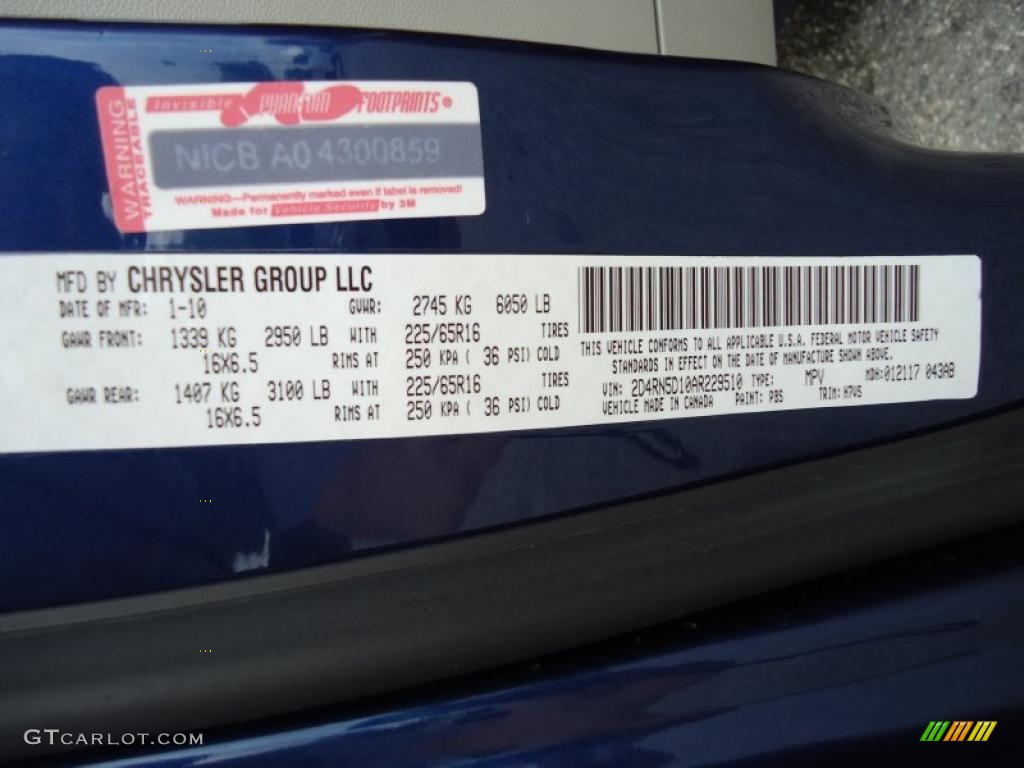 WARNING
TRACEABLE
Invisible PHANTOM FOOTPRINTS®
NICB A04300859
WARNING—Permanently marked even if label is removed!
Made for Vehicle Security by 3M
MFD BY CHRYSLER GROUP LLC
DATE OF MFR: 1-10 GVWR: 2745 KG 6050 LB
GAWR FRONT: 1339 KG 2950 LB WITH 225/65R16 TIRES
16X6.5 RIMS AT 250 KPA ( 36 PSI) COLD
GAWR REAR: 1407 KG 3100 LB WITH 225/65R16 TIRES
16X6.5 RIMS AT 250 KPA ( 36 PSI) COLD
THIS VEHICLE CONFORMS TO ALL APPLICABLE U.S.A. FEDERAL MOTOR VEHICLE SAFETY
STANDARDS IN EFFECT ON THE DATE OF MANUFACTURE SHOWN ABOVE.
VIN: 2D4RN5D10AR229510 TYPE: MPV MDH: 012117 043AB
VEHICLE MADE IN CANADA PAINT: PBS TRIM: H7VS
GTCARLOT.COM